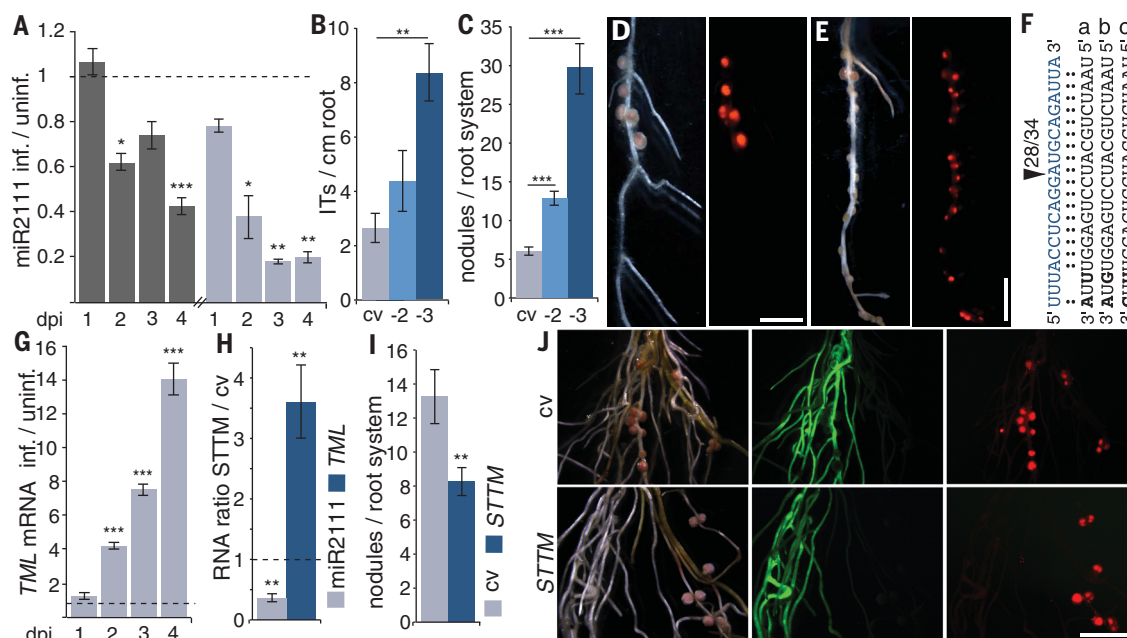 A
miR2111 inf. / uninf.
1.2
1
0.8
0.6
0.4
0.2
*
***
*
**
**
dpi
1 2 3 4 1 2 3 4
B
ITs / cm root
10
8
6
4
2
0
**
cv -2 -3
C
nodules / root system
35
30
25
20
15
10
5
0
***
***
cv -2 -3
D
E
F
28/34
5' UUUACCUCAGGAUGCAGAUUA 3'
3' AUUUGGAGUCCUACGUCUAAU 5' a
3' AUGUGGAGUCCUACGUCUAAU 5' b
c
G
TML mRNA inf. / uninf.
16
14
12
10
8
6
4
2
***
***
***
dpi
1 2 3 4
H
RNA ratio STTM / cv
4
3
2
1
0
**
**
miR2111 TML
I
nodules / root system
16
14
12
10
8
6
4
2
0
**
cv STTM
J
cv
STTM